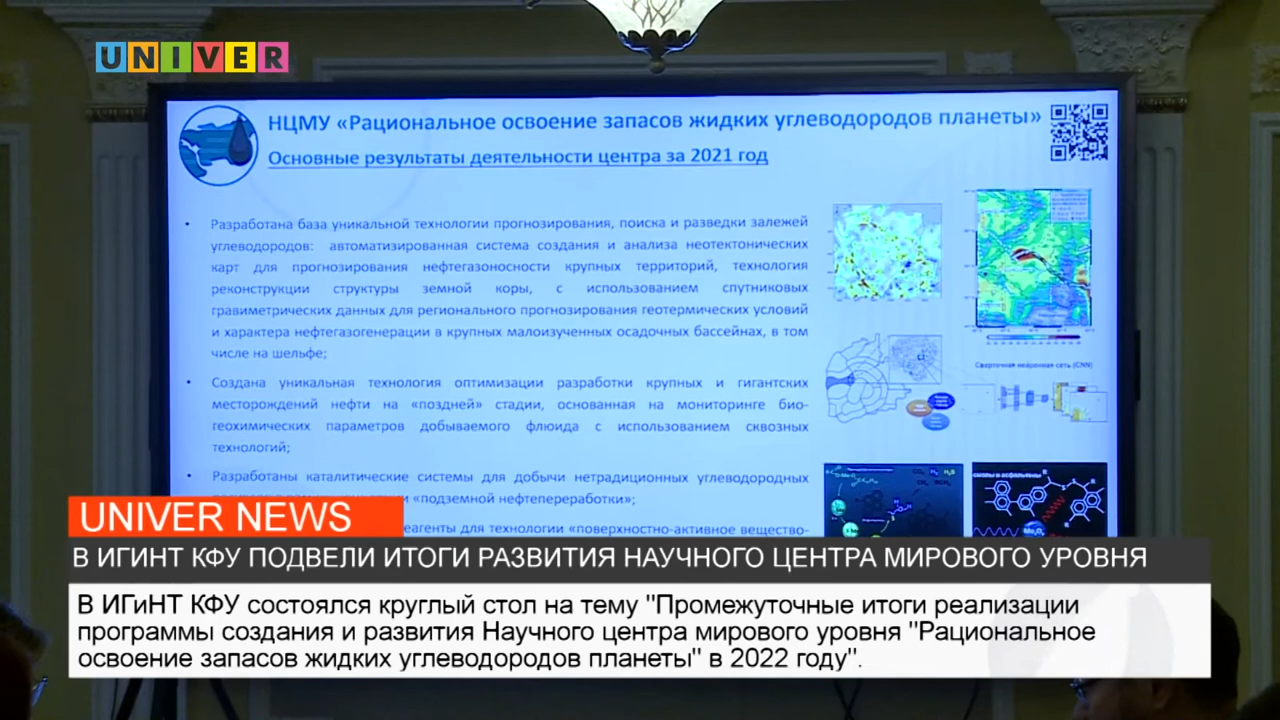 UNIVER
НЦМУ «Рациональное освоение запасов жидких углеводородов планеты»
Основные результаты деятельности центра за 2021 год
• Разработана база уникальной технологии прогнозирования, поиска и разведки залежей
углеводородов: автоматизированная система создания и анализа неотектонических
карт для прогнозирования нефтегазоносности крупных территорий, технология
реконструкции структуры земной коры, с использованием спутниковых
гравиметрических данных для регионального прогнозирования геотермических условий
и характера нефтегазогенерации в крупных малоизученных осадочных бассейнах, в том
числе на шельфе;
• Создана уникальная технология оптимизации разработки крупных и гигантских
месторождений нефти на «поздней» стадии, основанная на мониторинге био-
геохимических параметров добываемого флюида с использованием сквозных
технологий;
• Разработаны каталитические системы для добычи нетрадиционных углеводородных
«подземной нефтепереработки»;
для технологии «поверхностно-активное вещество-
Сверточная нейронная сеть (CNN)
UNIVER NEWS
В ИГИНТ КФУ ПОДВЕЛИ ИТОГИ РАЗВИТИЯ НАУЧНОГО ЦЕНТРА МИРОВОГО УРОВНЯ
В ИГиНТ КФУ состоялся круглый стол на тему "Промежуточные итоги реализации
программы создания и развития Научного центра мирового уровня "Рациональное
освоение запасов жидких углеводородов планеты" в 2022 году".